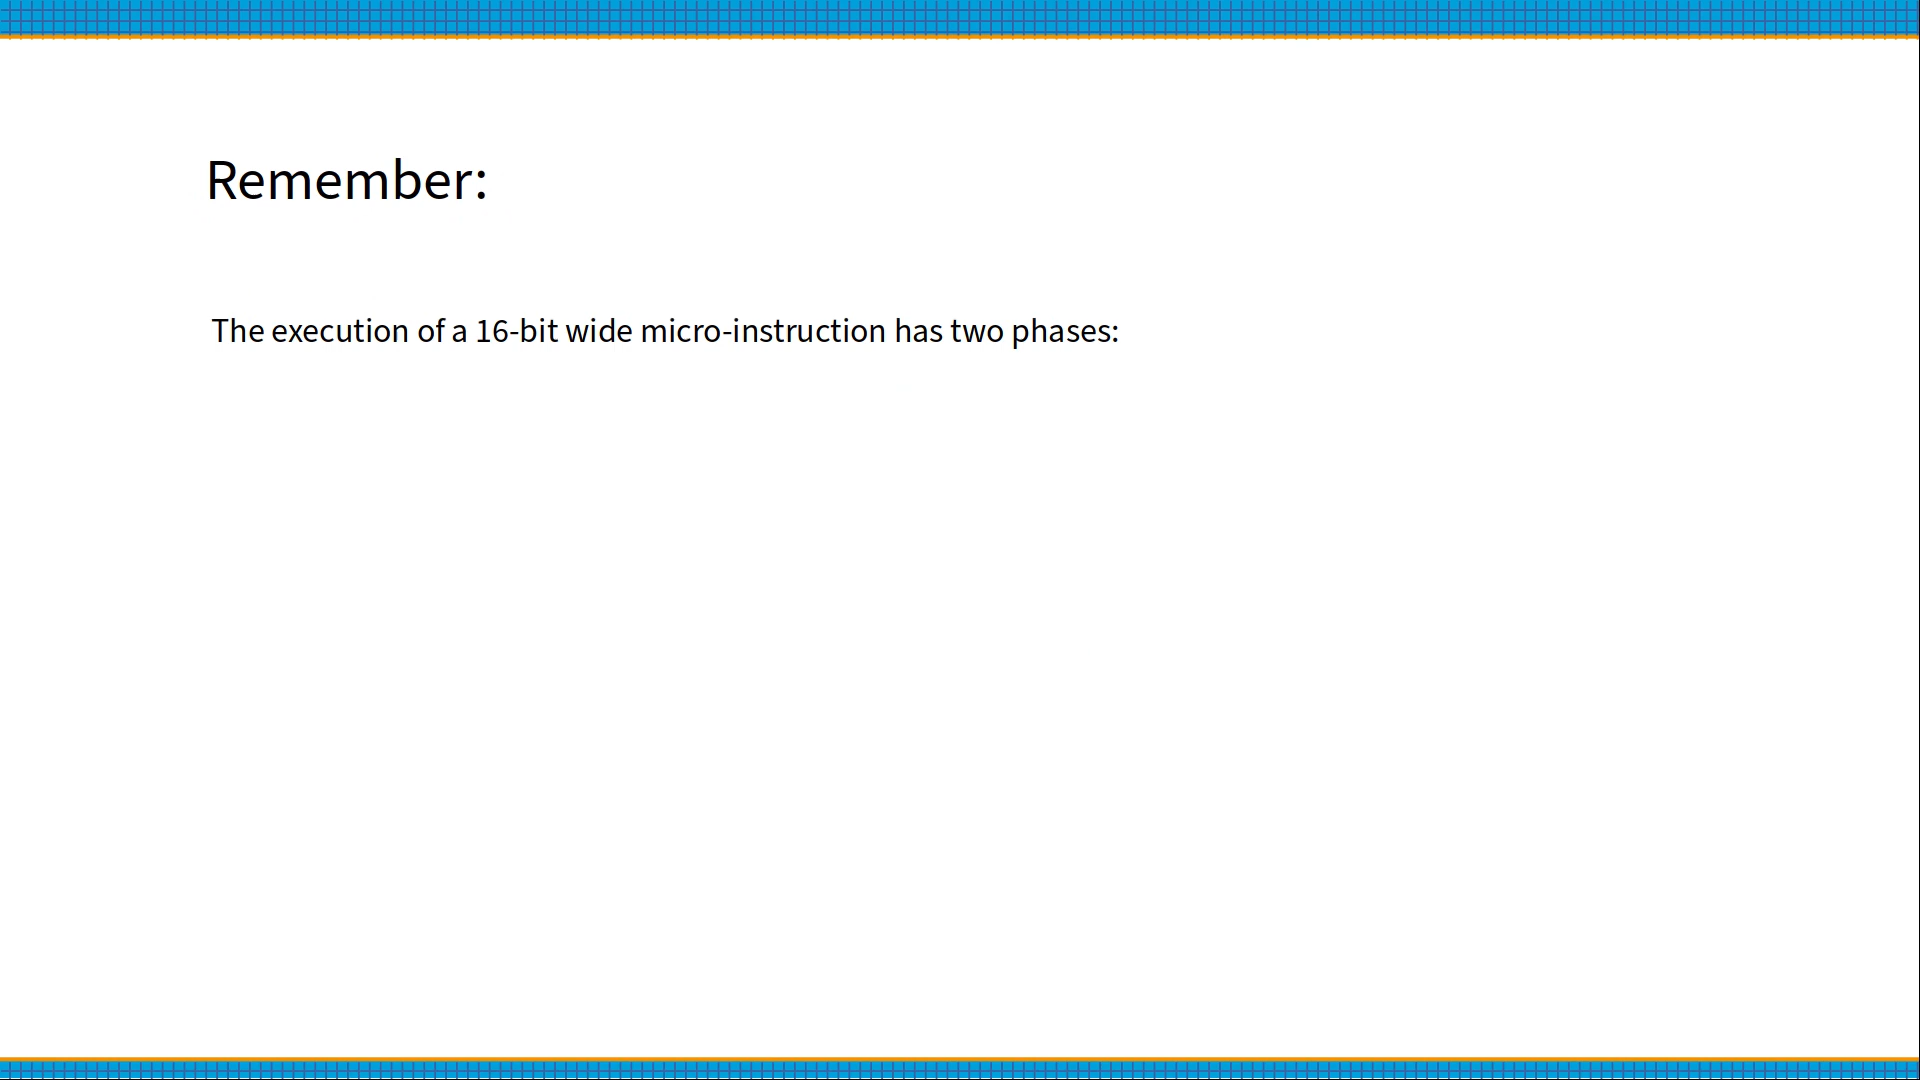 Remember:
The execution of a 16-bit wide micro-instruction has two phases: